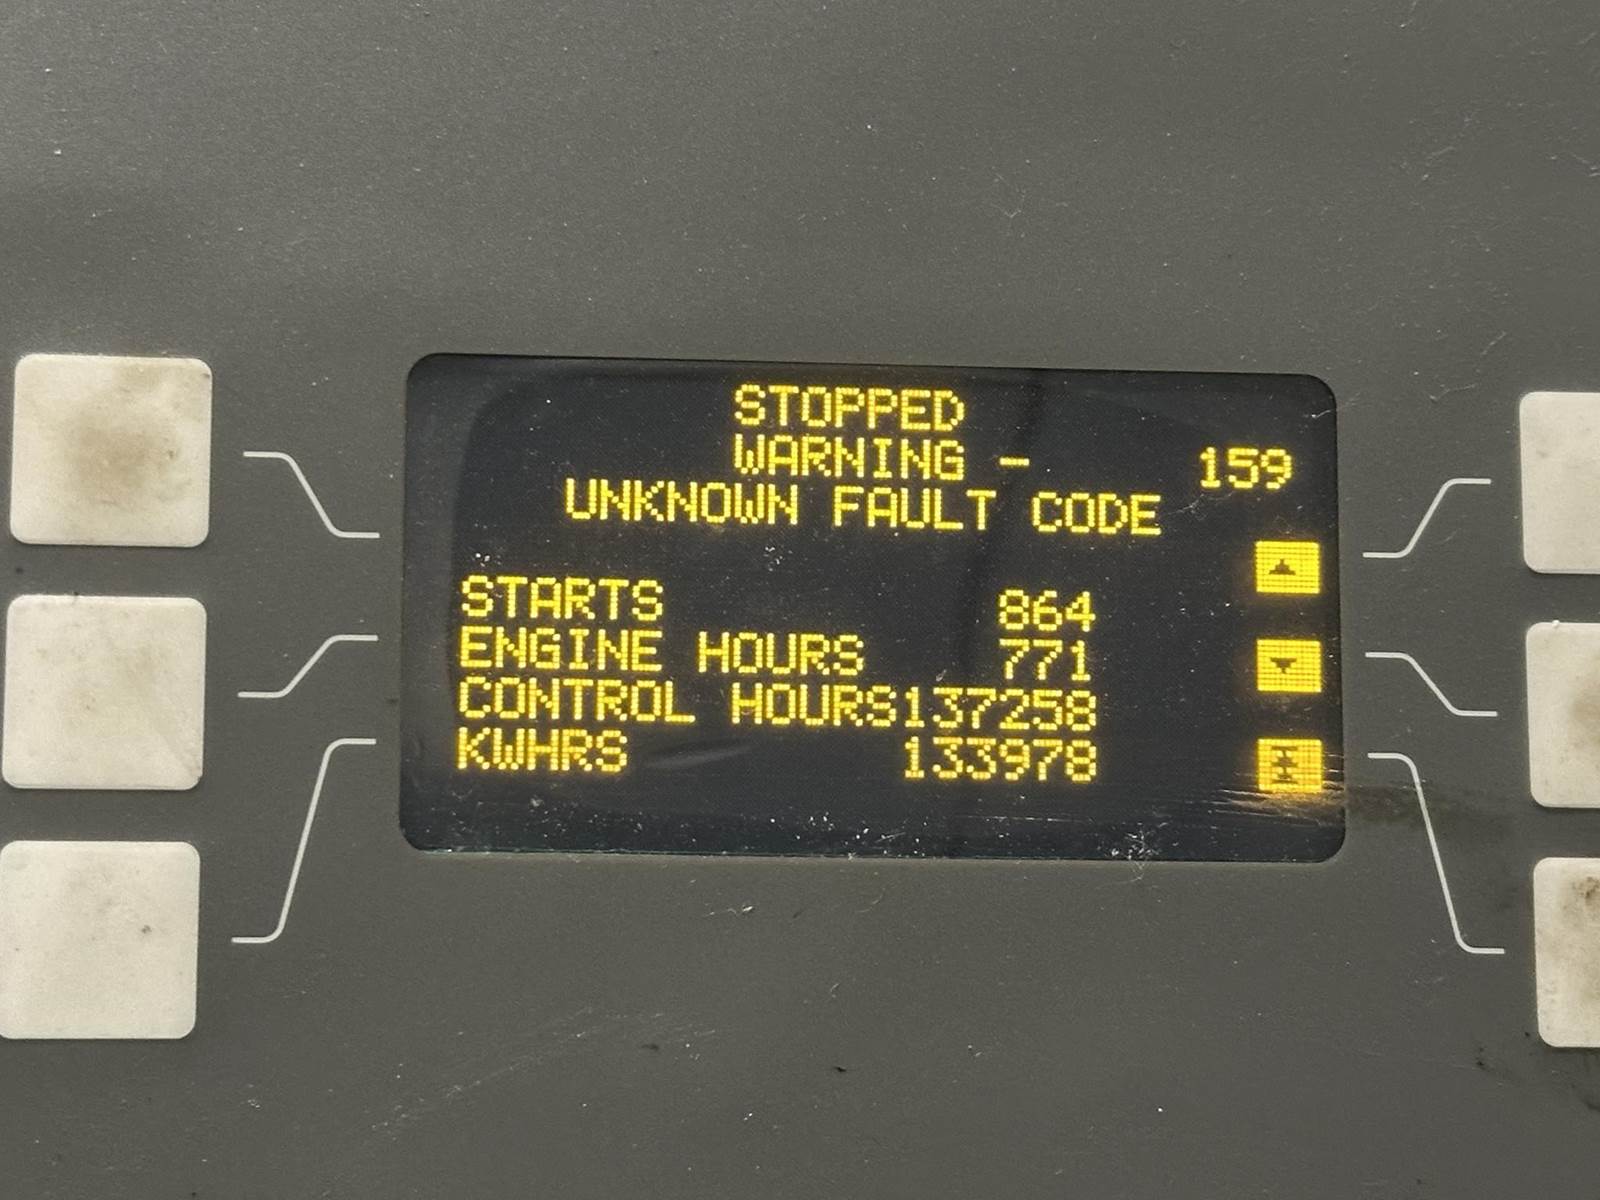 STOPPED
WARNING - 159
UNKNOWN FAULT CODE
STARTS 864
ENGINE HOURS 771
CONTROL HOURS137258
KWHRS 133978